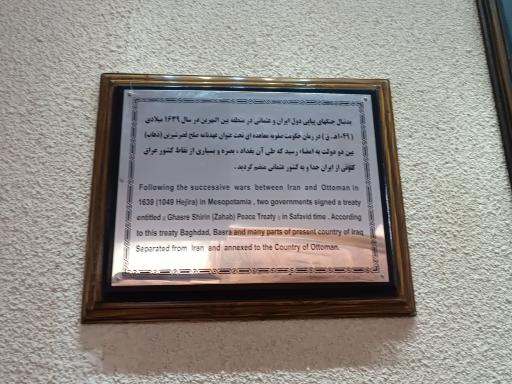 بدنبال جنگهای پیاپی دول ایران و عثمانی در منطقه بین النهرین در سال ۱۶۳۹ میلادی
(۱۰۴۹هـ. ق) در زمان حکومت صفویه معاهده ای تحت عنوان عهدنامه صلح قصرشیرین (ذهاب)
بین دو دولت به امضاء رسید که طی آن بغداد، بصره و بسیاری از نقاط کشور عراق
کنونی از ایران جدا و به کشور عثمانی منضم گردید.
Following the successive wars between Iran and Ottoman in
1639 (1049 Hejira) in Mesopotamia , two governments signed a treaty
entitled « Ghasre Shirin (Zahab) Peace Treaty » in Safavid time . According
to this treaty Baghdad, Basra and many parts of present country of Iraq
Separated from Iran and annexed to the Country of Ottoman.